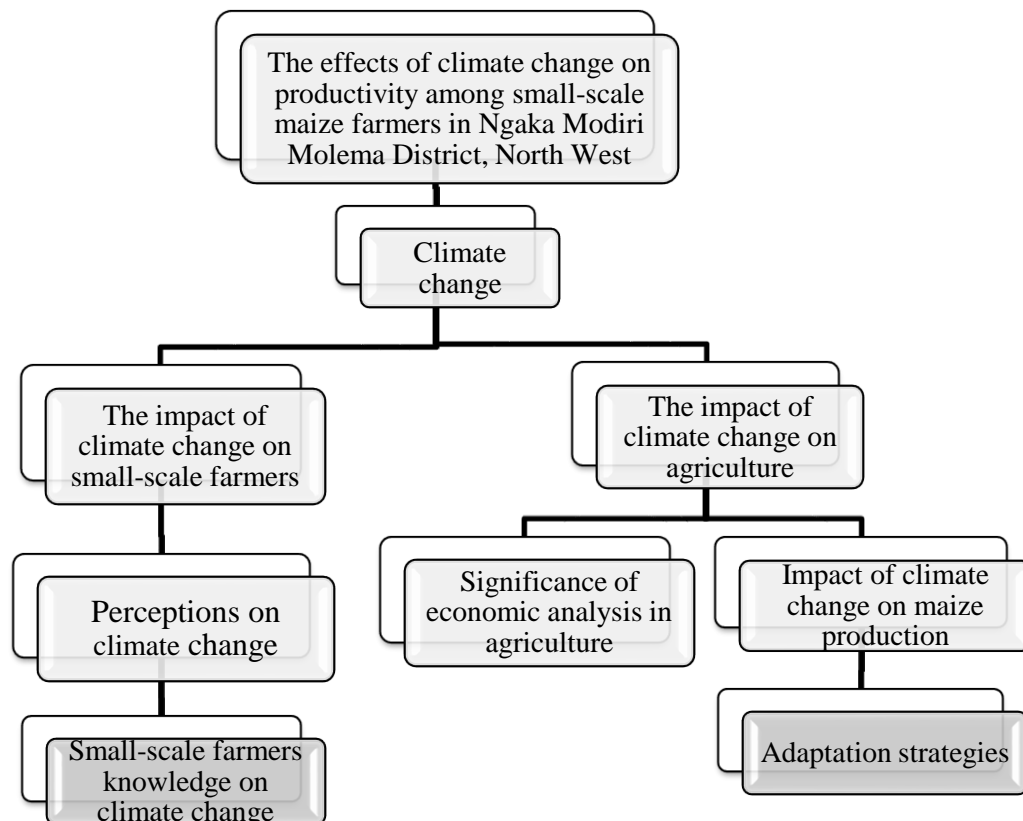 The effects of climate change on
productivity among small-scale
maize farmers in Ngaka Modiri
Molema District, North West
Climate
change
The impact of
climate change on
small-scale farmers
The impact of
climate change on
agriculture
Perceptions on
climate change
Significance of
economic analysis in
agriculture
Impact of climate
change on maize
production
Small-scale farmers
knowledge on
climate change
Adaptation strategies